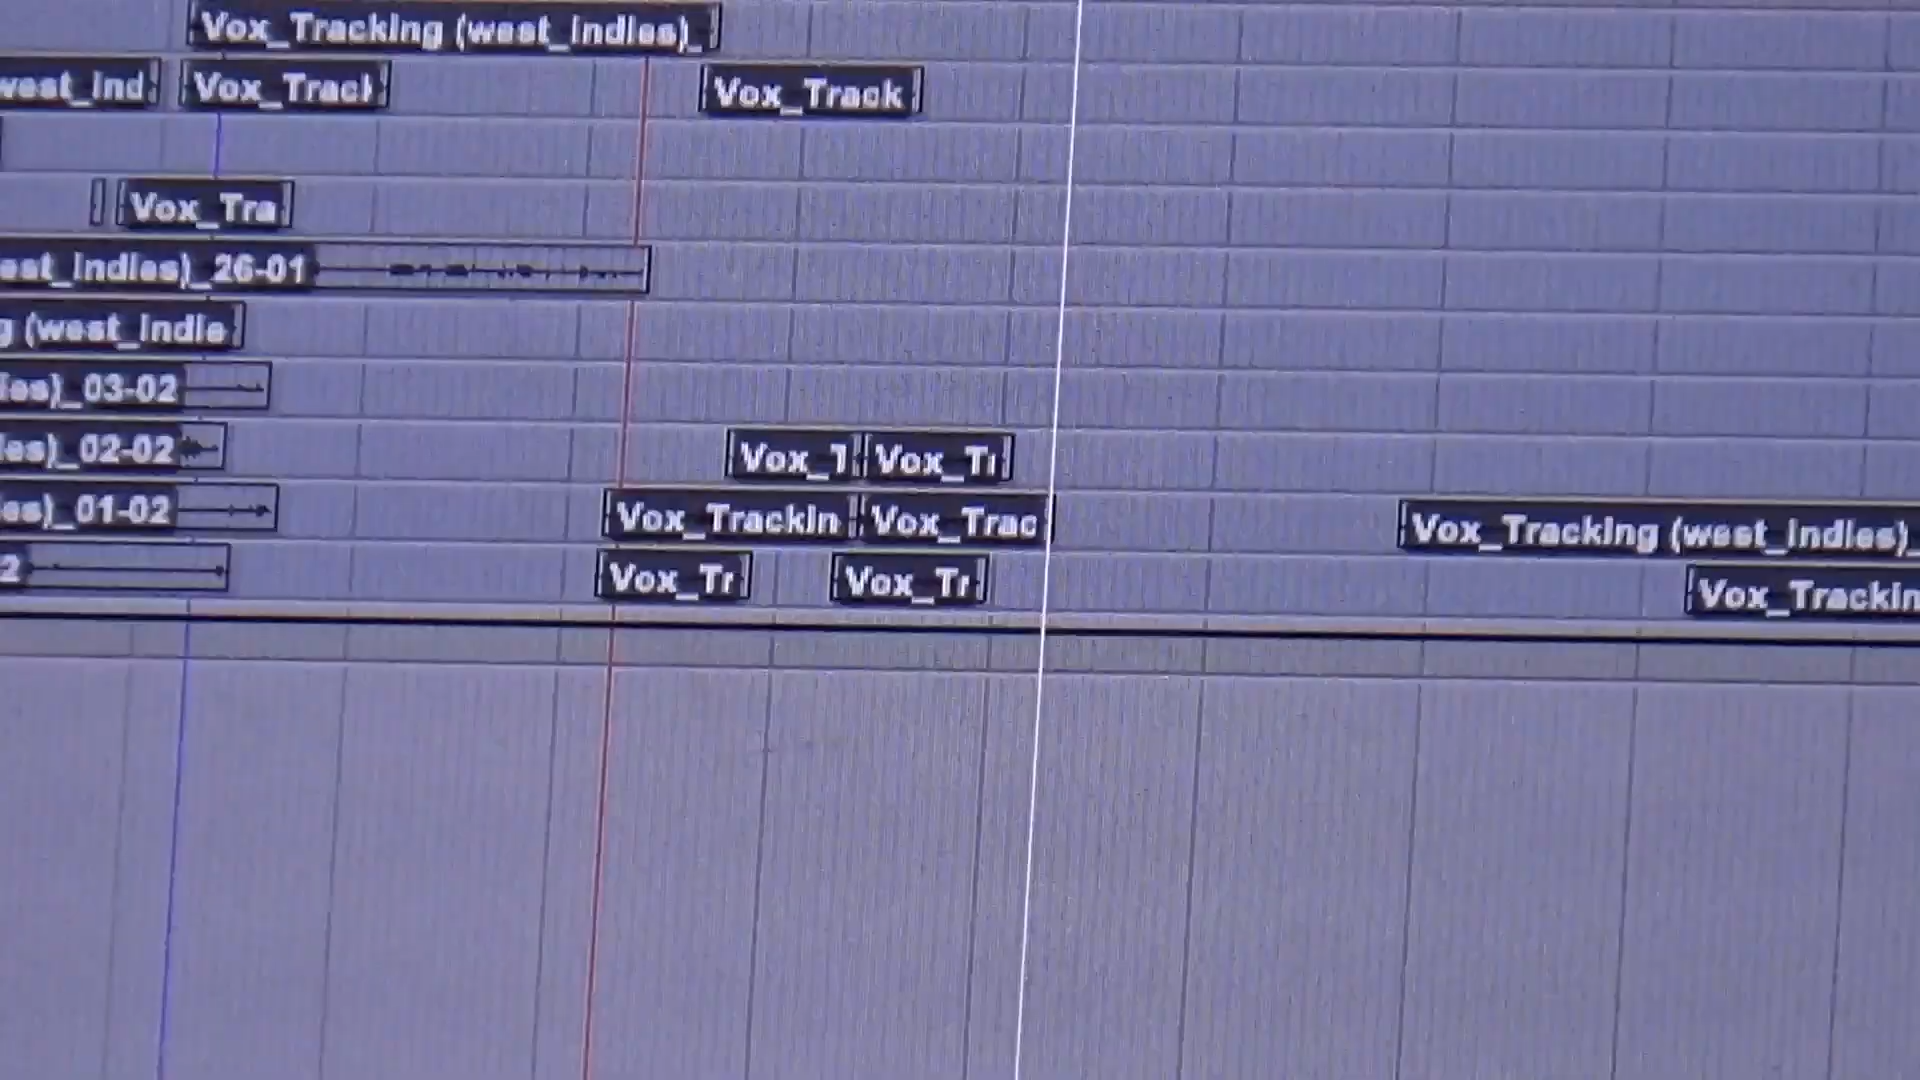 Vox_Tracking (west_indies)_
west_ind Vox_Track Vox_Track
Vox_Tra
est_indies)_26-01
g (west_indie
ies)_03-02
ies)_02-02 Vox_T Vox_Tr
es)_01-02 Vox_Trackin Vox_Trac Vox_Tracking (west_indies)_
2 Vox_Tr Vox_Tr Vox_Trackin